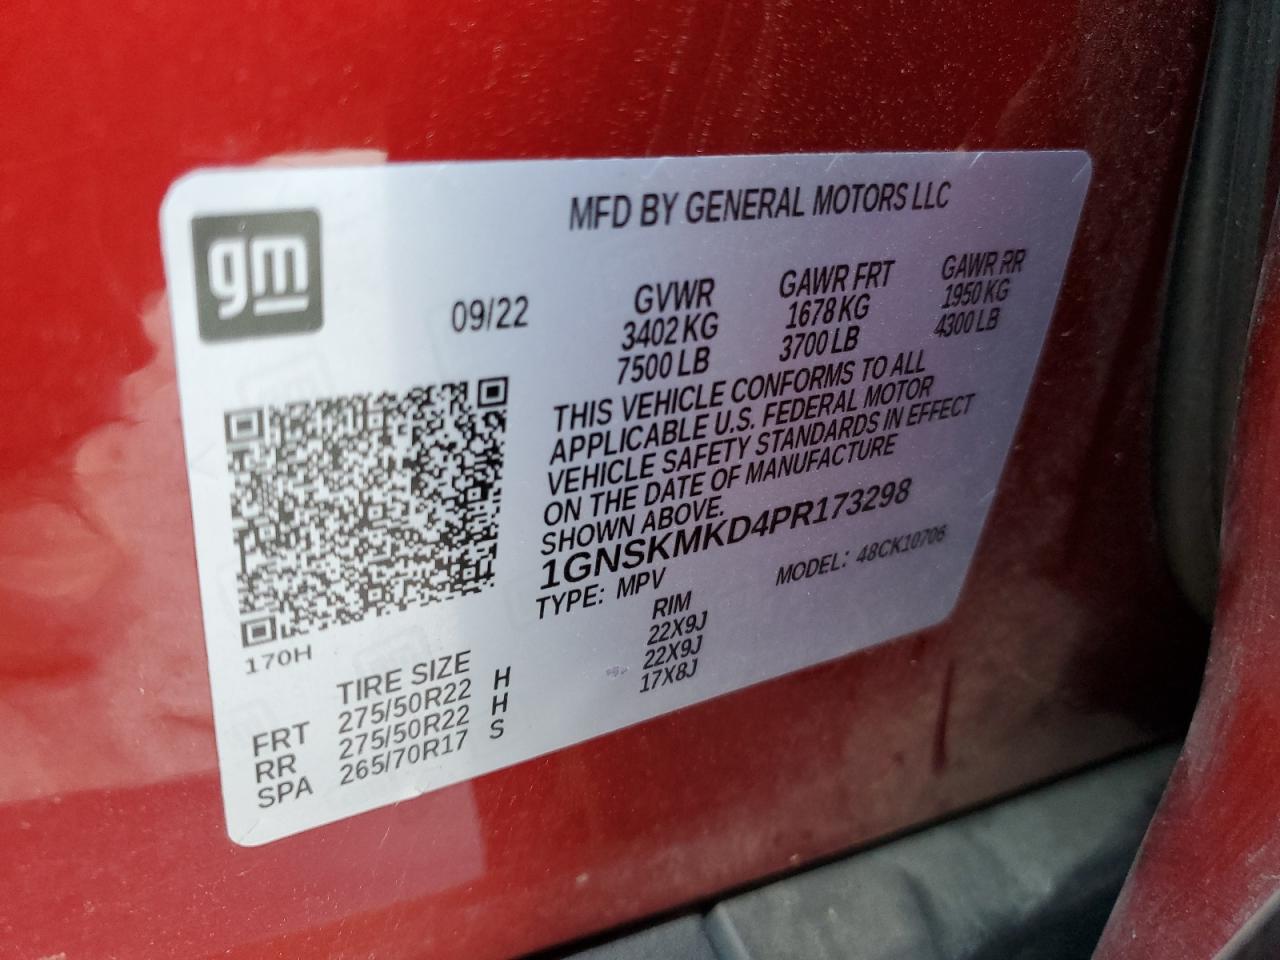 gm
MFD BY GENERAL MOTORS LLC
09/22
GVWR GAWR FRT GAWR RR
3402 KG 1678 KG 1950 KG
7500 LB 3700 LB 4300 LB
THIS VEHICLE CONFORMS TO ALL
APPLICABLE U.S. FEDERAL MOTOR
VEHICLE SAFETY STANDARDS IN EFFECT
ON THE DATE OF MANUFACTURE
SHOWN ABOVE.
1GNSKMKD4PR173298
TYPE: MPV MODEL: 48CK10706
170H
TIRE SIZE RIM
FRT 275/50R22 H 22X9J
RR 275/50R22 H 22X9J
SPA 265/70R17 S 17X8J